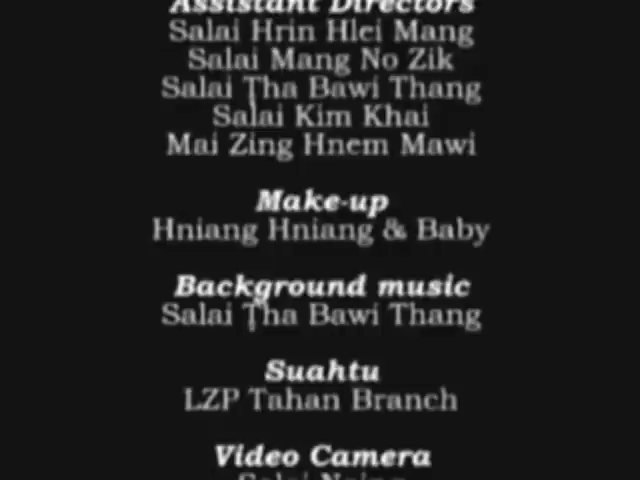 Assistant Directors
Salai Hrin Hlei Mang
Salai Mang No Zik
Salai Ṭha Bawi Thang
Salai Kim Khai
Mai Zing Hnem Mawi
Make-up
Hniang Hniang & Baby
Background music
Salai Ṭha Bawi Thang
Suahtu
LZP Tahan Branch
Video Camera
Salai